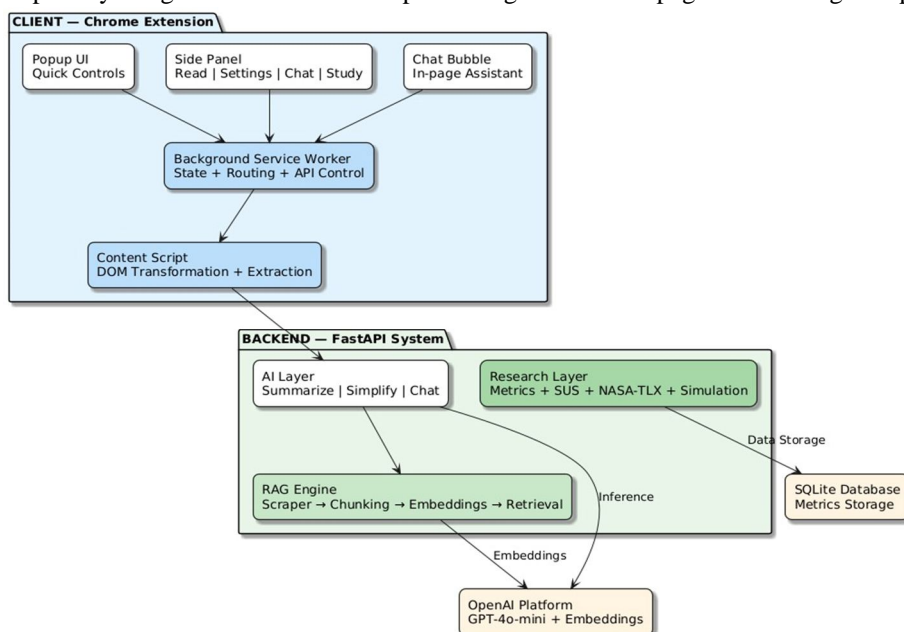 CLIENT — Chrome Extension
Popup UI
Quick Controls
Side Panel
Read | Settings | Chat | Study
Chat Bubble
In-page Assistant
Background Service Worker
State + Routing + API Control
Content Script
DOM Transformation + Extraction
BACKEND — FastAPI System
AI Layer
Summarize | Simplify | Chat
Research Layer
Metrics + SUS + NASA-TLX + Simulation
Data Storage
RAG Engine
Scraper → Chunking → Embeddings → Retrieval
Inference
SQLite Database
Metrics Storage
Embeddings
OpenAI Platform
GPT-4o-mini + Embeddings